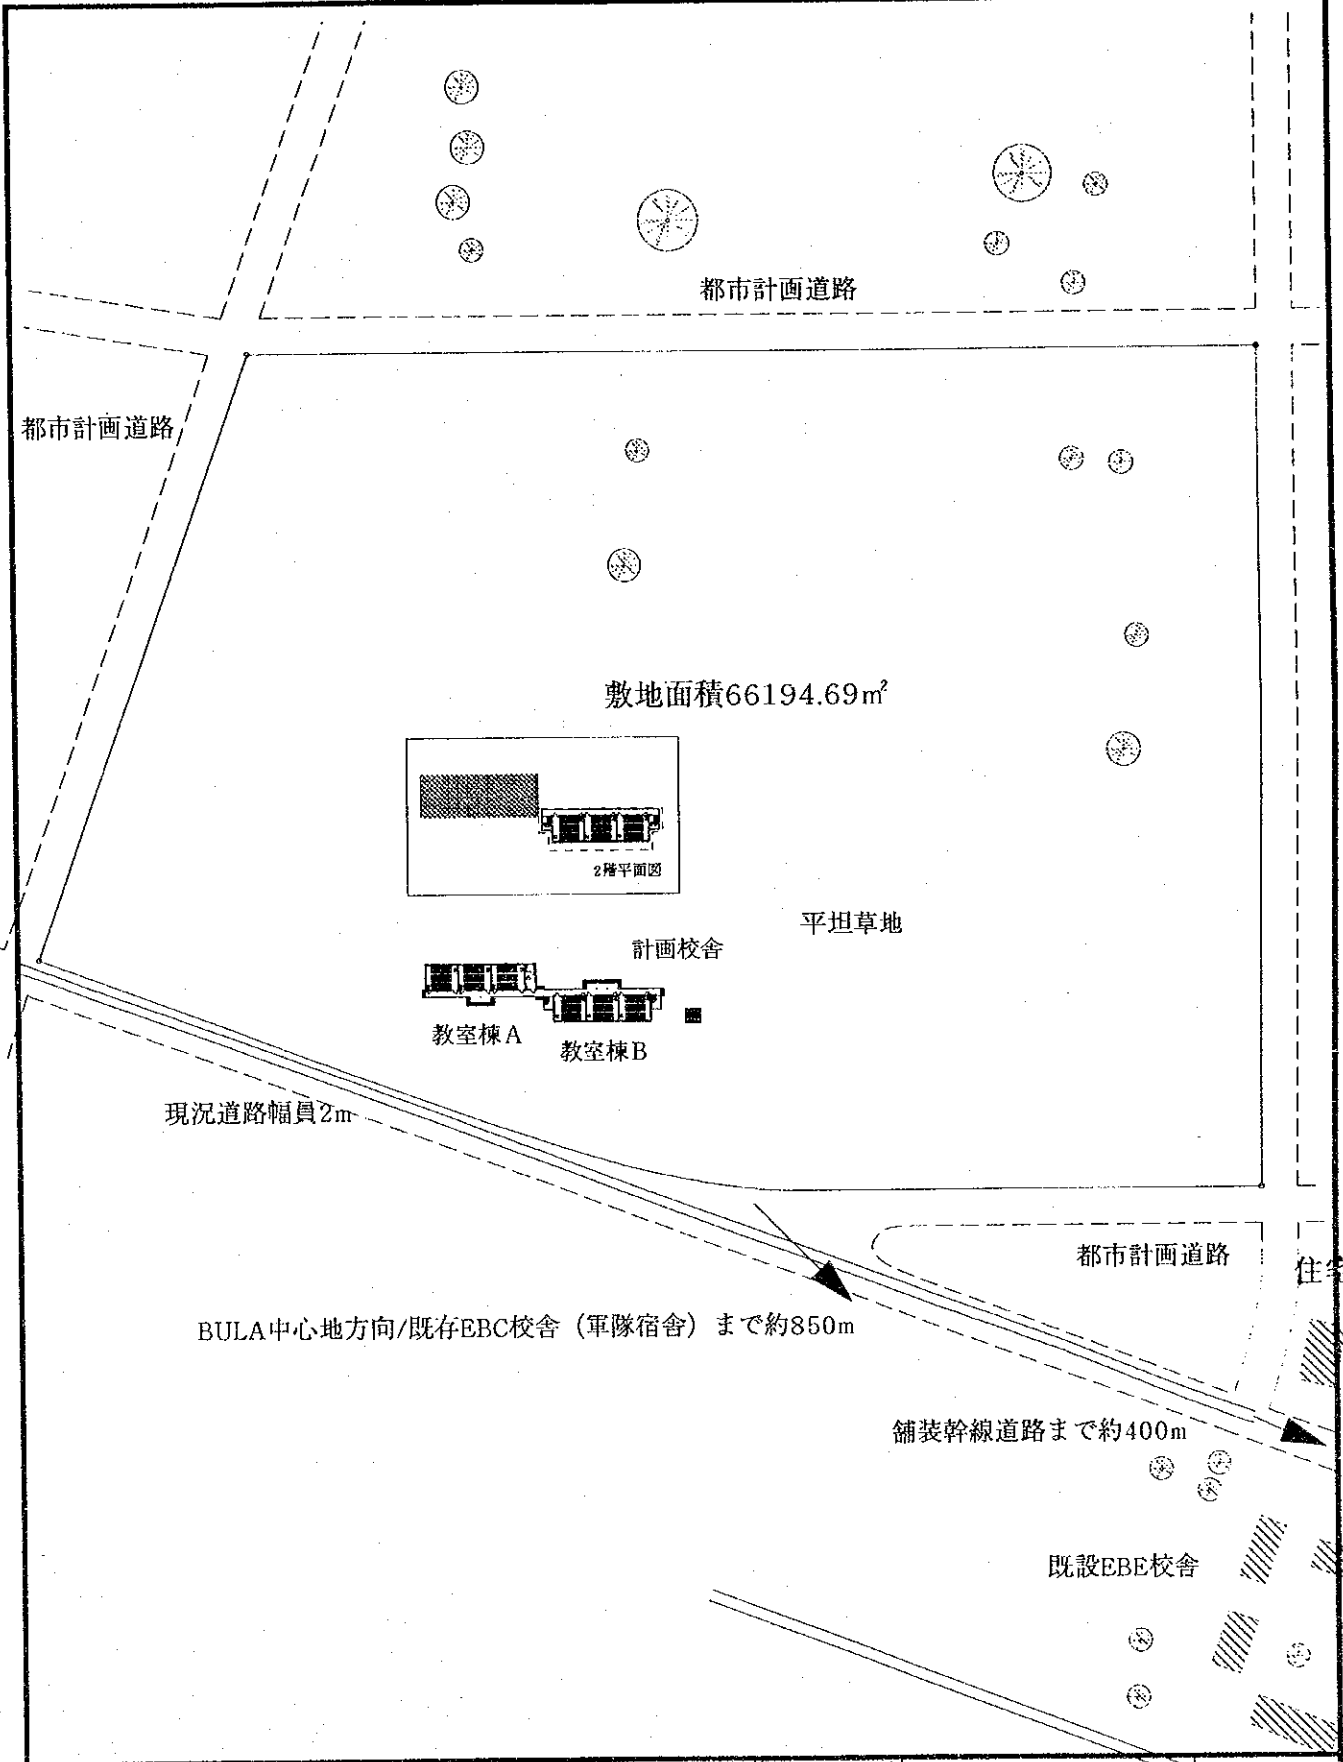 都市計画道路
都市計画道路
敷地面積66194.69㎡
2階平面図
平坦草地
計画校舎
教室棟A
教室棟B
現況道路幅員2m
都市計画道路
住
BULA中心地方向/既存EBC校舎（軍隊宿舎）まで約850m
舗装幹線道路まで約400m
既設EBE校舎